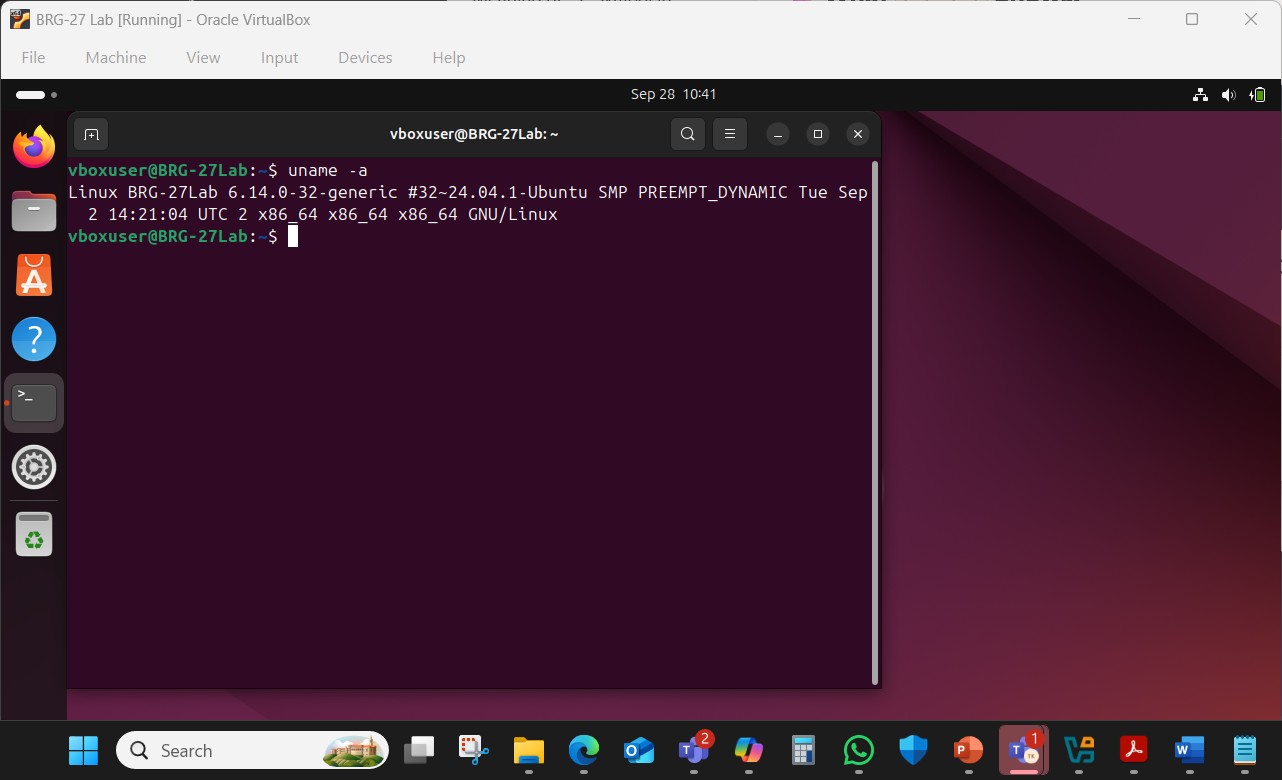 BRG-27 Lab [Running] - Oracle VirtualBox
File Machine View Input Devices Help
Sep 28 10:41
vboxuser@BRG-27Lab: ~
vboxuser@BRG-27Lab:~$ uname -a
Linux BRG-27Lab 6.14.0-32-generic #32~24.04.1-Ubuntu SMP PREEMPT_DYNAMIC Tue Sep
2 14:21:04 UTC 2 x86_64 x86_64 x86_64 GNU/Linux
vboxuser@BRG-27Lab:~$
Search
2
1